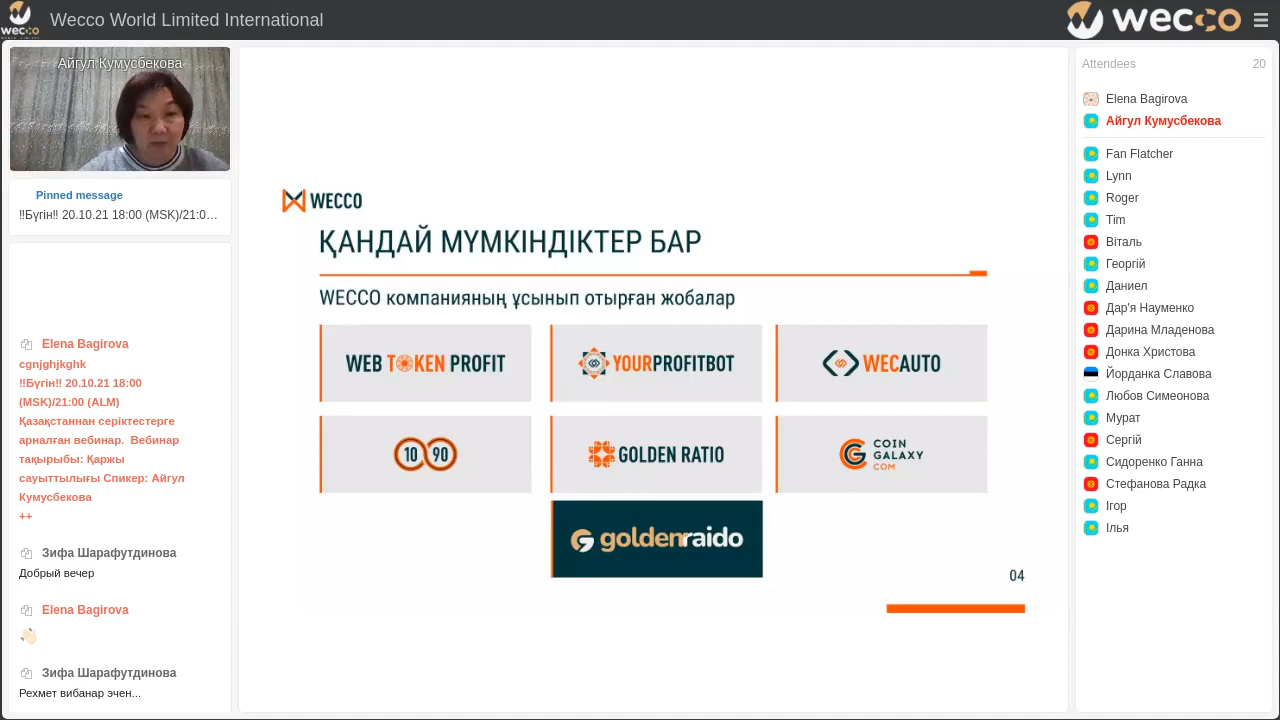 wecco
Wecco World Limited International
wecco
Айгул Кумусбекова
Pinned message
‼Бүгін‼ 20.10.21 18:00 (MSK)/21:0…
Elena Bagirova
cgnjghjkghk
‼Бүгін‼ 20.10.21 18:00
(MSK)/21:00 (ALM)
Қазақстаннан серіктестерге
арналған вебинар.  Вебинар
тақырыбы: Қаржы
сауыттылығы Спикер: Айгул
Кумусбекова
++
Зифа Шарафутдинова
Добрый вечер
Elena Bagirova
Зифа Шарафутдинова
Рехмет вибанар эчен...
WECCO
ҚАНДАЙ МҮМКІНДІКТЕР БАР
WECCO компанияның ұсынып отырған жобалар
WEB TOKEN PROFIT
YOURPROFITBOT
WECAUTO
10 90
GOLDEN RATIO
COIN
GALAXY
COM
goldenraido
04
Attendees 20
Elena Bagirova
Айгул Кумусбекова
Fan Flatcher
Lynn
Roger
Tim
Віталь
Георгій
Даниел
Дар'я Науменко
Дарина Младенова
Донка Христова
Йорданка Славова
Любов Симеонова
Мурат
Сергій
Сидоренко Ганна
Стефанова Радка
Ігор
Ілья